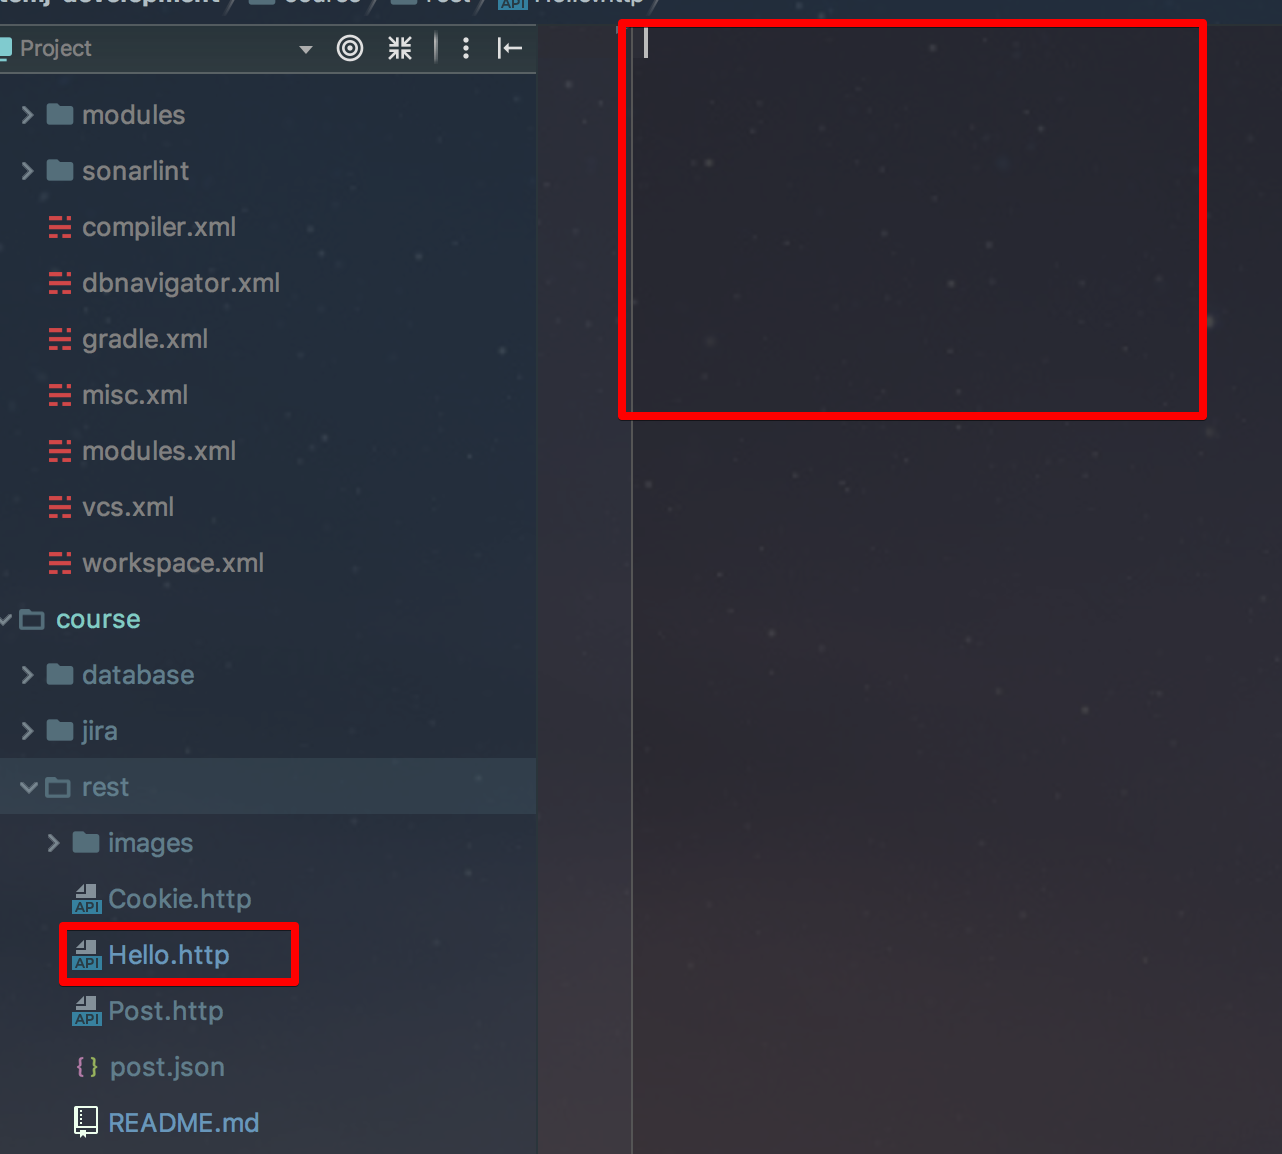 Project
modules
sonarlint
compiler.xml
dbnavigator.xml
gradle.xml
misc.xml
modules.xml
vcs.xml
workspace.xml
course
database
jira
rest
images
API Cookie.http
API Hello.http
API Post.http
{ } post.json
README.md